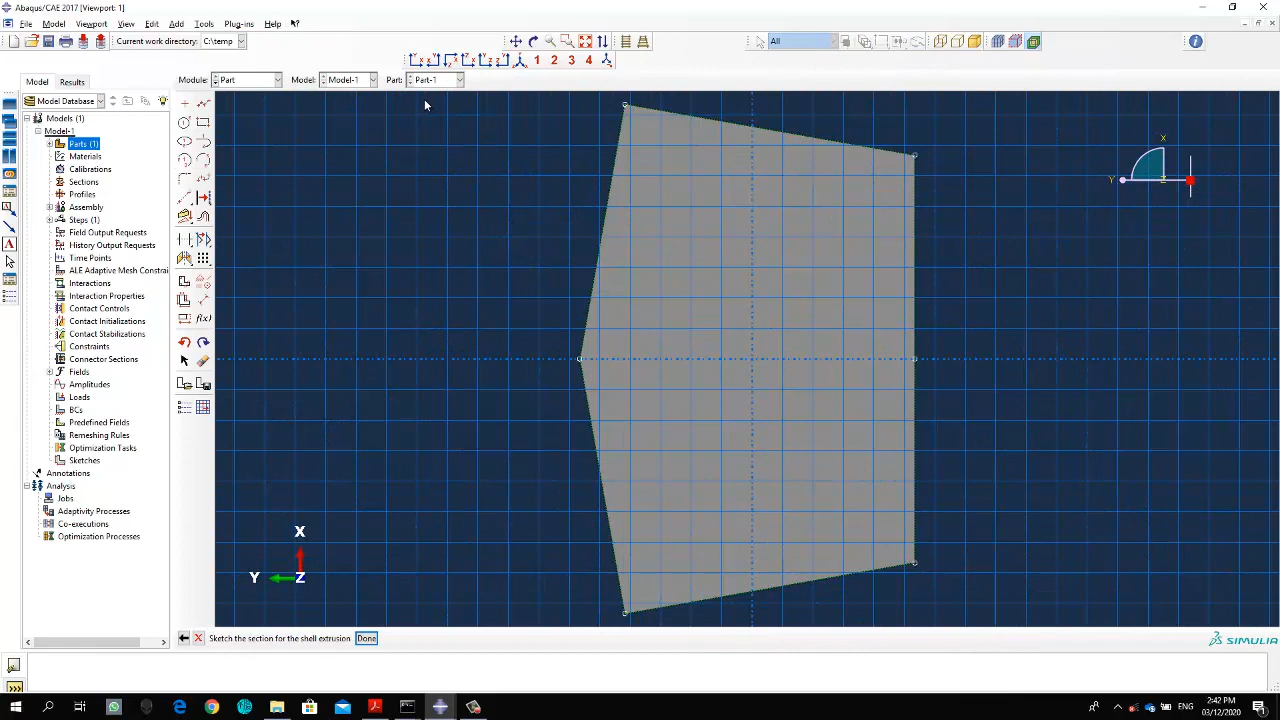 Abaqus/CAE 2017 [Viewport: 1]
File Model Viewport View Edit Add Tools Plug-ins Help
Current work directory: C:\temp
All
1 2 3 4
Model Results
Module: Part Model: Model-1 Part: Part-1
Model Database
Models (1)
Model-1
Parts (1)
Materials
Calibrations
Sections
Profiles
Assembly
Steps (1)
Field Output Requests
History Output Requests
Time Points
ALE Adaptive Mesh Constrai
Interactions
Interaction Properties
Contact Controls
Contact Initializations
Contact Stabilizations
Constraints
Connector Sections
Fields
Amplitudes
Loads
BCs
Predefined Fields
Remeshing Rules
Optimization Tasks
Sketches
Annotations
Analysis
Jobs
Adaptivity Processes
Co-executions
Optimization Processes
f(x)
X
Y Z
X
Y Z
Sketch the section for the shell extrusion Done
SIMULIA
ENG
2:42 PM
03/12/2020